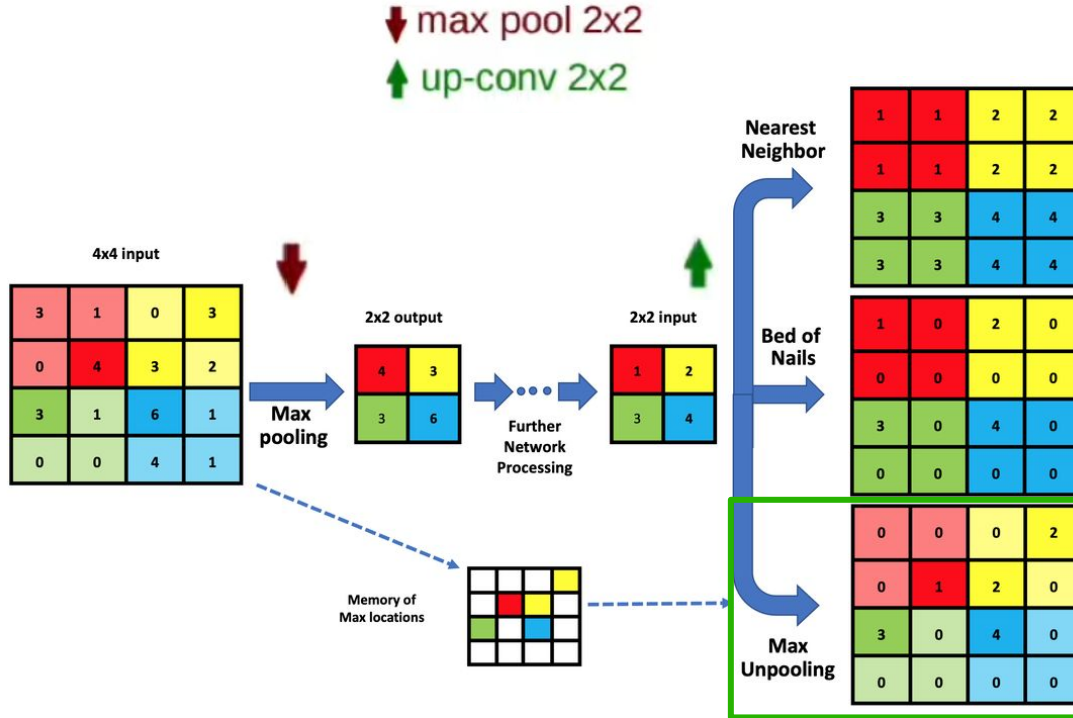 max pool 2x2
up-conv 2x2
4x4 input
3 1 0 3
0 4 3 2
3 1 6 1
0 0 4 1
Max
pooling
2x2 output
4 3
3 6
Further
Network
Processing
2x2 input
1 2
3 4
Memory of
Max locations
Nearest
Neighbor
1 1 2 2
1 1 2 2
3 3 4 4
3 3 4 4
Bed of
Nails
1 0 2 0
0 0 0 0
3 0 4 0
0 0 0 0
Max
Unpooling
0 0 0 2
0 1 2 0
3 0 4 0
0 0 0 0